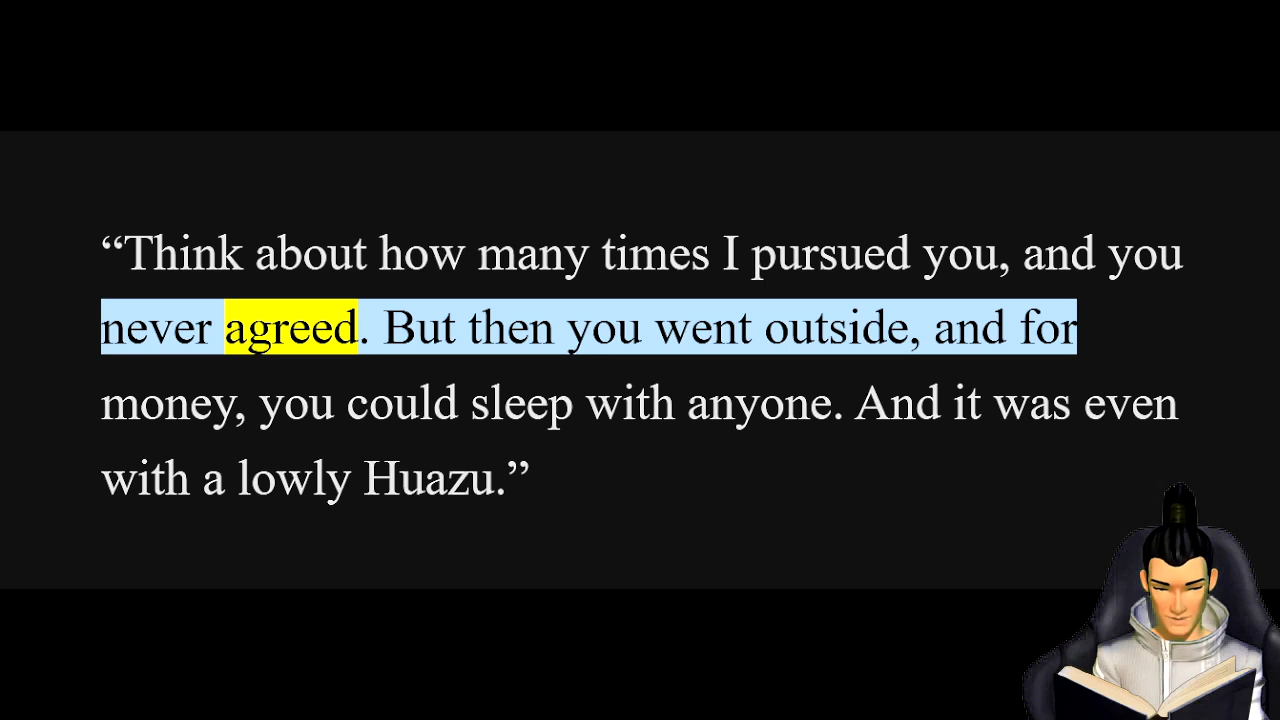 “Think about how many times I pursued you, and you
never agreed. But then you went outside, and for
money, you could sleep with anyone. And it was even
with a lowly Huazu.”